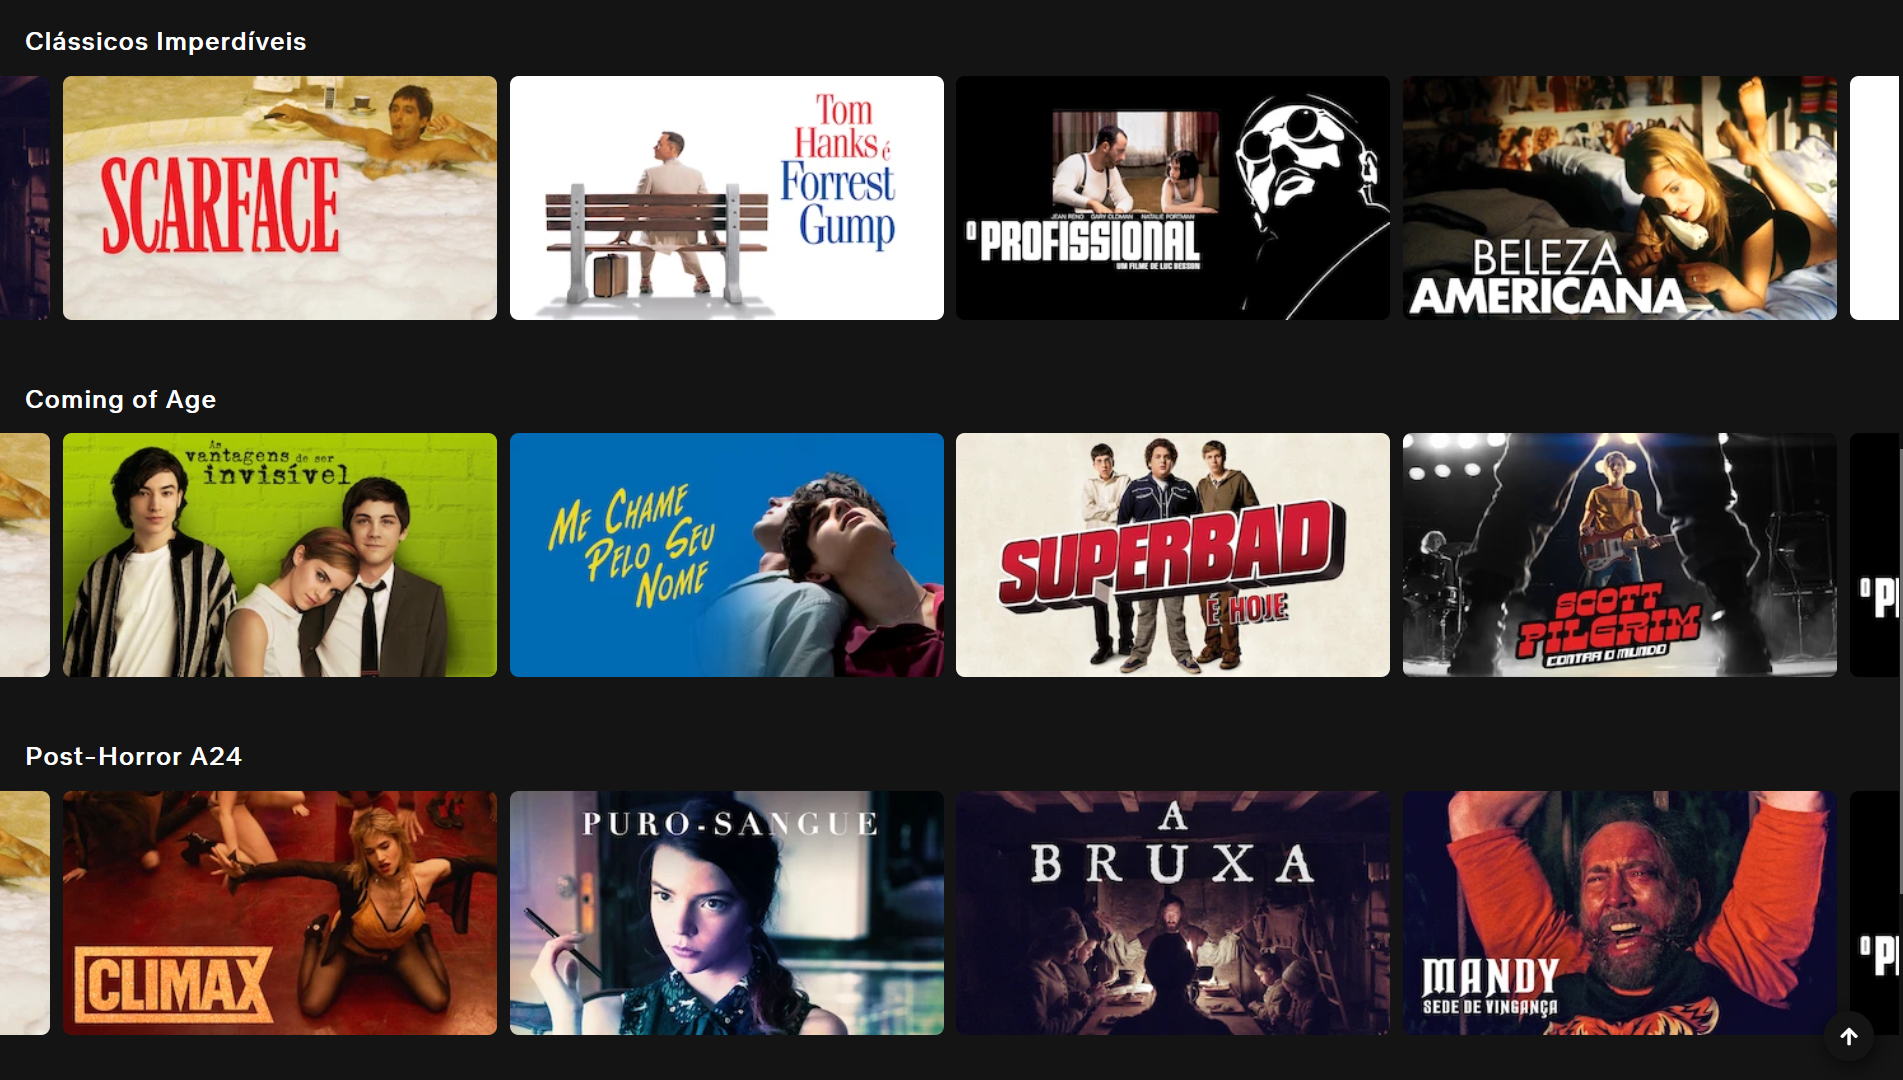 Clássicos Imperdíveis
SCARFACE
Tom
Hanks é
Forrest
Gump
JEAN RENO GARY OLDMAN NATALIE PORTMAN
O PROFISSIONAL
UM FILME DE LUC BESSON
BELEZA
AMERICANA
Coming of Age
As
vantagens de ser
invisível
ME CHAME
PELO SEU
NOME
SUPERBAD
É HOJE
SCOTT
PILGRIM
CONTRA O MUNDO
O P
Post-Horror A24
CLIMAX
PURO-SANGUE
A
BRUXA
MANDY
SEDE DE VINGANÇA
O P